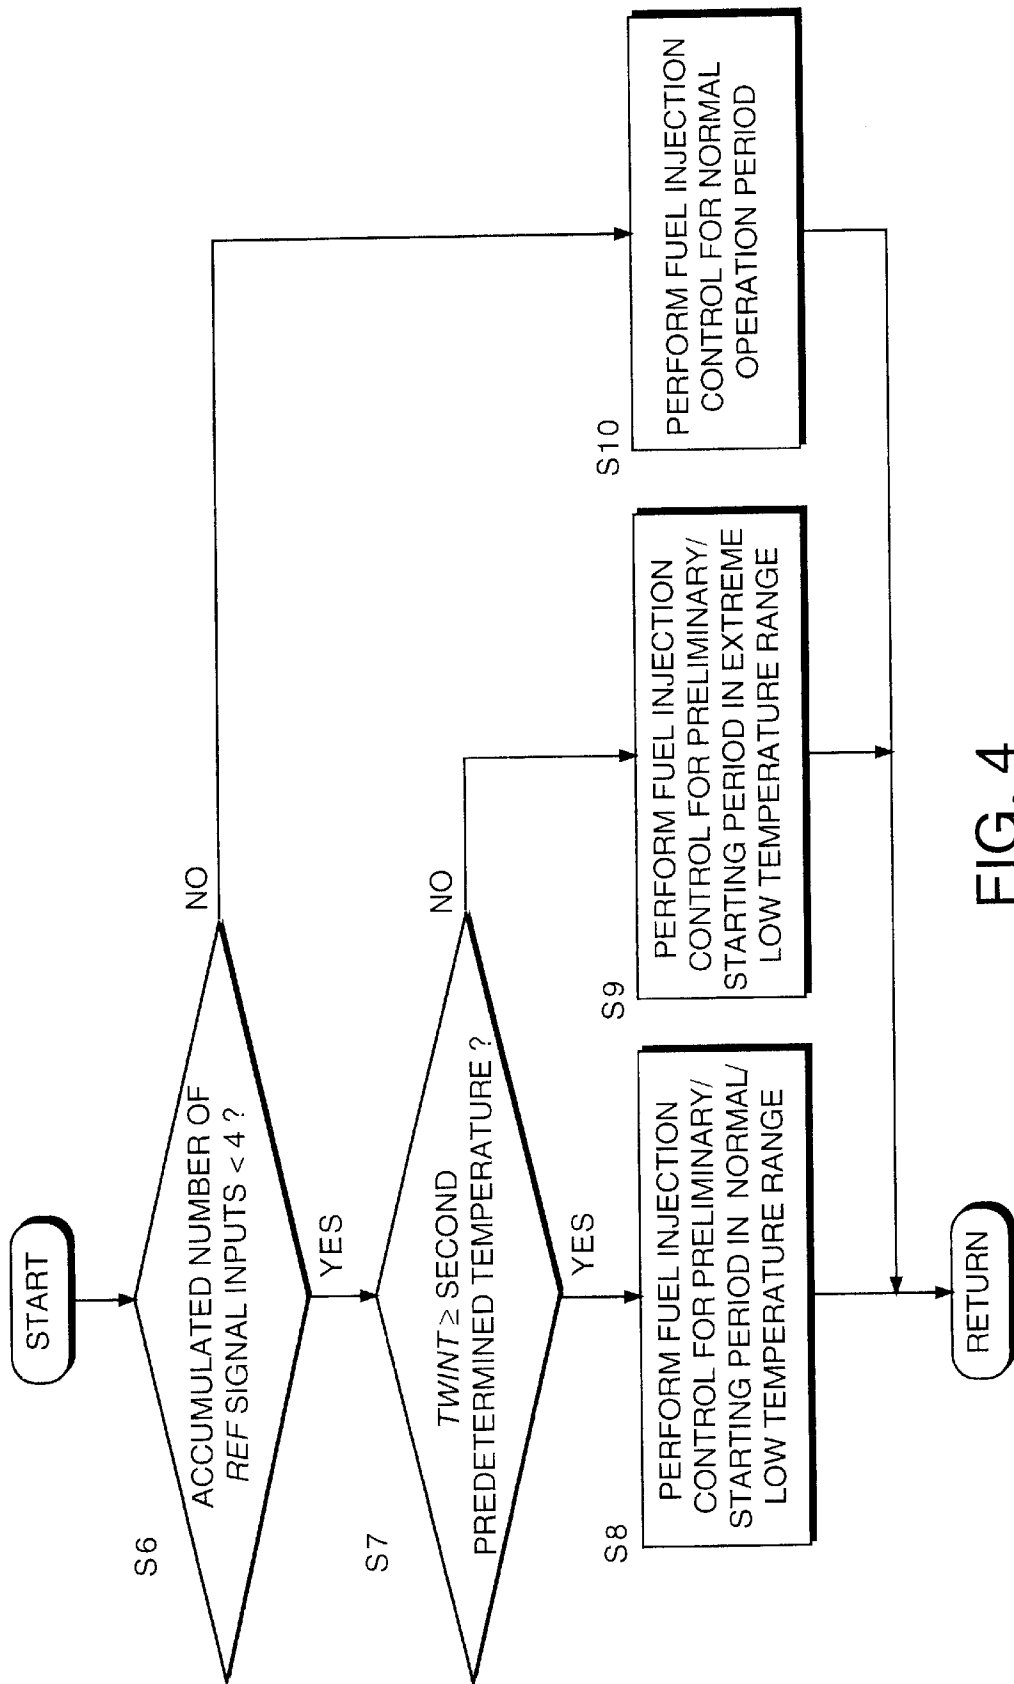 START
S6
ACCUMULATED NUMBER OF
REF SIGNAL INPUTS < 4 ?
NO
YES
S7
TWINT ≥ SECOND
PREDETERMINED TEMPERATURE ?
NO
YES
S8
PERFORM FUEL INJECTION
CONTROL FOR PRELIMINARY/
STARTING PERIOD IN NORMAL/
LOW TEMPERATURE RANGE
S9
PERFORM FUEL INJECTION
CONTROL FOR PRELIMINARY/
STARTING PERIOD IN EXTREME
LOW TEMPERATURE RANGE
S10
PERFORM FUEL INJECTION
CONTROL FOR NORMAL
OPERATION PERIOD
RETURN
FIG. 4